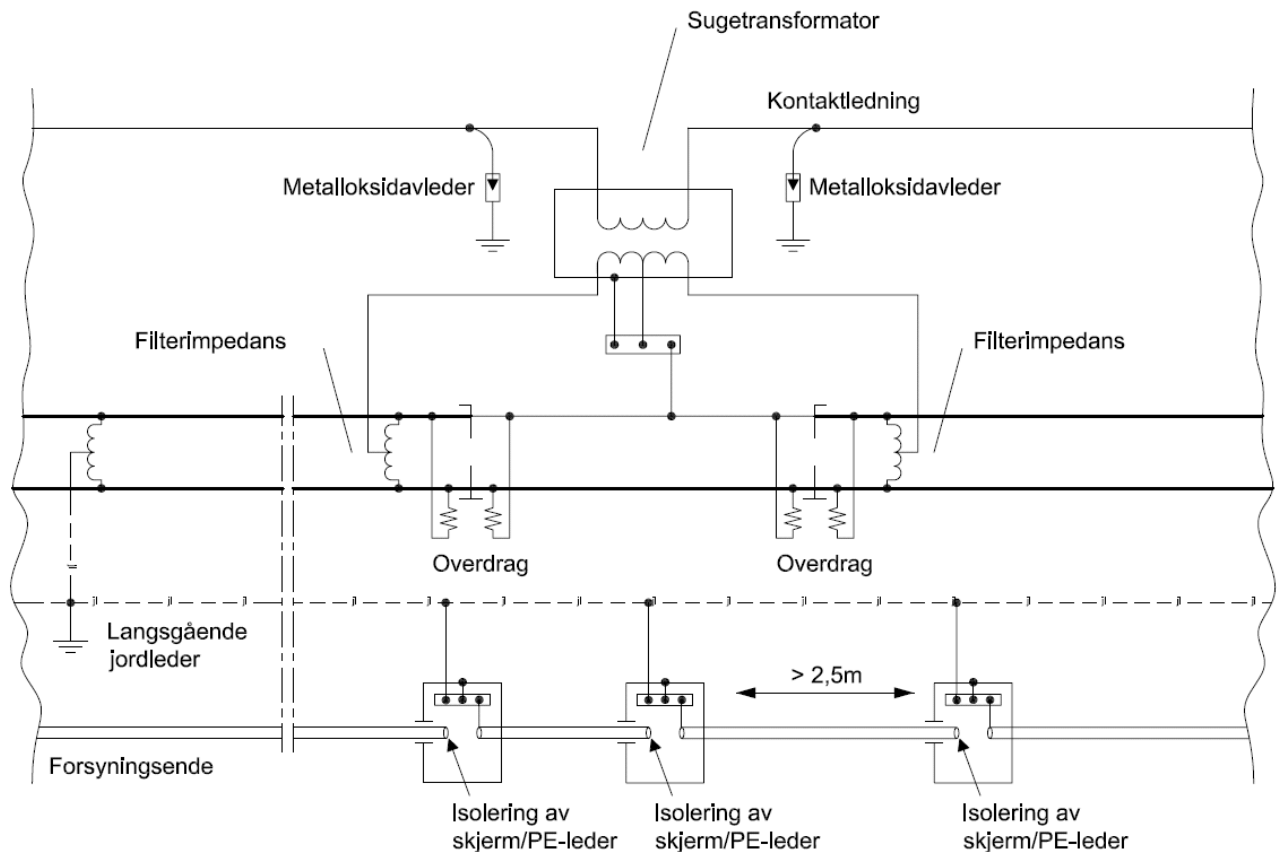 Sugetransformator
Kontaktledning
Metalloksidavleder
Metalloksidavleder
Filterimpedans
Filterimpedans
Overdrag
Overdrag
Langsgående
jordleder
> 2,5m
Forsyningsende
Isolering av
skjerm/PE-leder
Isolering av
skjerm/PE-leder
Isolering av
skjerm/PE-leder